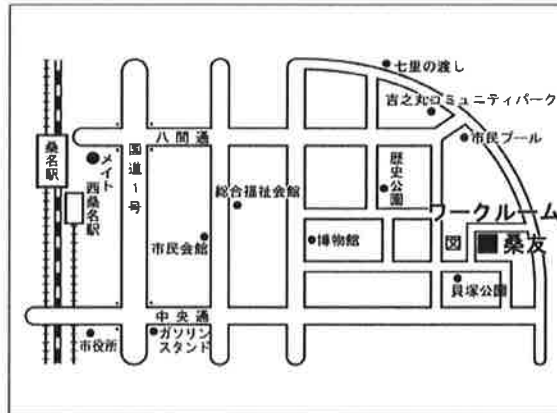 七里の渡し
吉之丸コミュニティパーク
八間通
市民プール
桑名駅
メイト
西桑名駅
国道1号
総合福祉会館
歴史公園
ワークルーム
市民会館
博物館
図
桑友
貝塚公園
中央通
市役所
ガソリン
スタンド